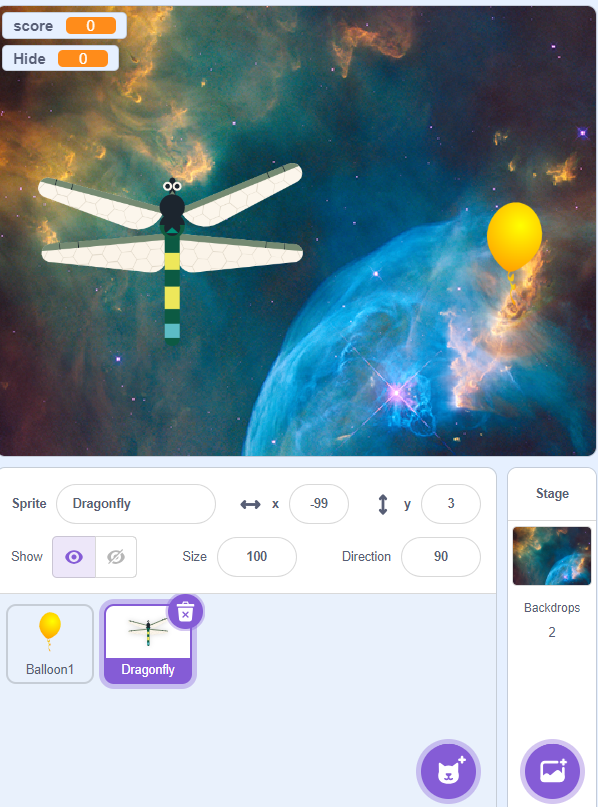 score 0
Hide 0
Sprite Dragonfly x -99 y 3
Show Size 100 Direction 90
Stage
Backdrops
2
Balloon1 Dragonfly